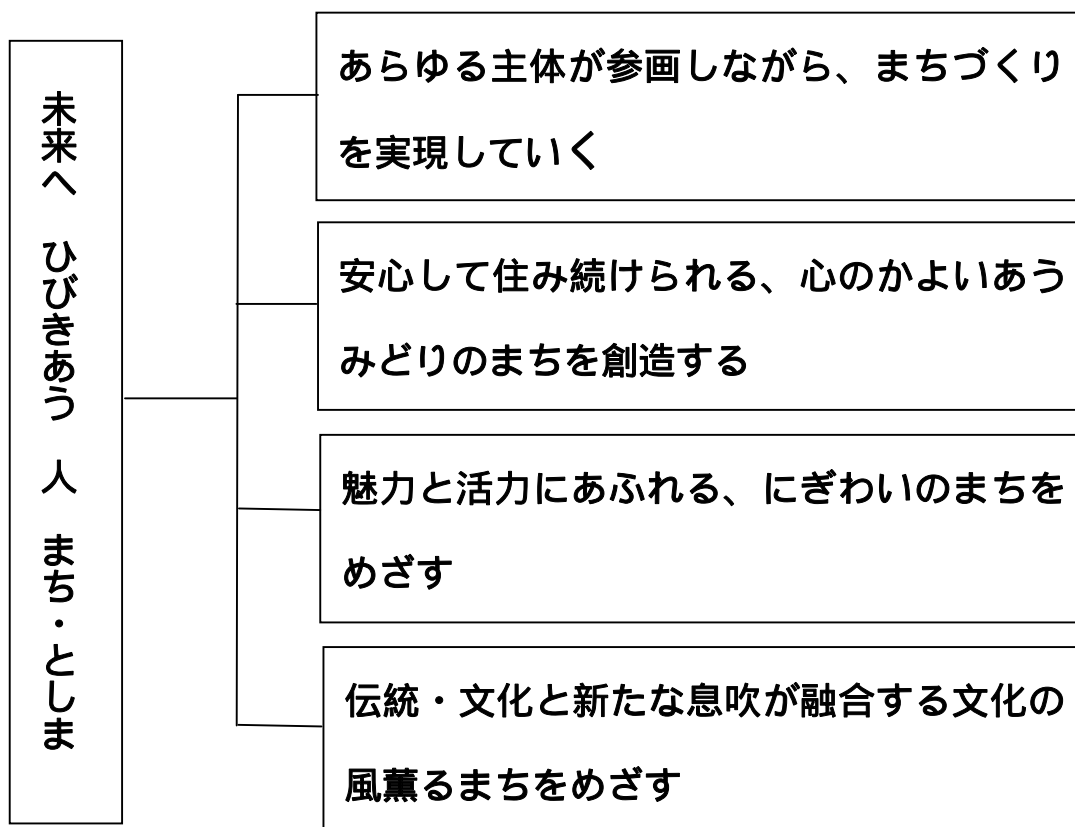 未来へ ひびきあう 人 まち・としま
あらゆる主体が参画しながら、まちづくり
を実現していく
安心して住み続けられる、心のかよいあう
みどりのまちを創造する
魅力と活力にあふれる、にぎわいのまちを
めざす
伝統・文化と新たな息吹が融合する文化の
風薫るまちをめざす